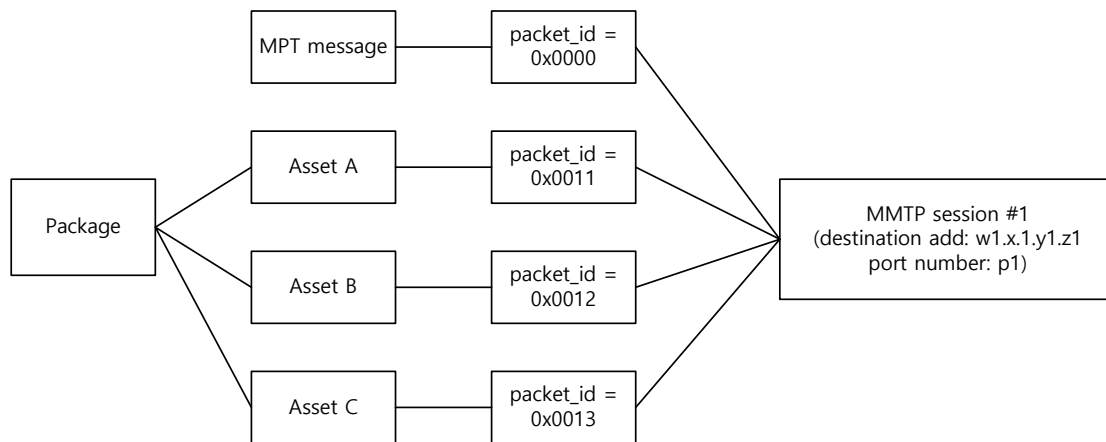 MPT message
packet_id =
0x0000
Asset A
packet_id =
0x0011
Package
MMTP session #1
(destination add: w1.x.1.y1.z1
port number: p1)
Asset B
packet_id =
0x0012
Asset C
packet_id =
0x0013